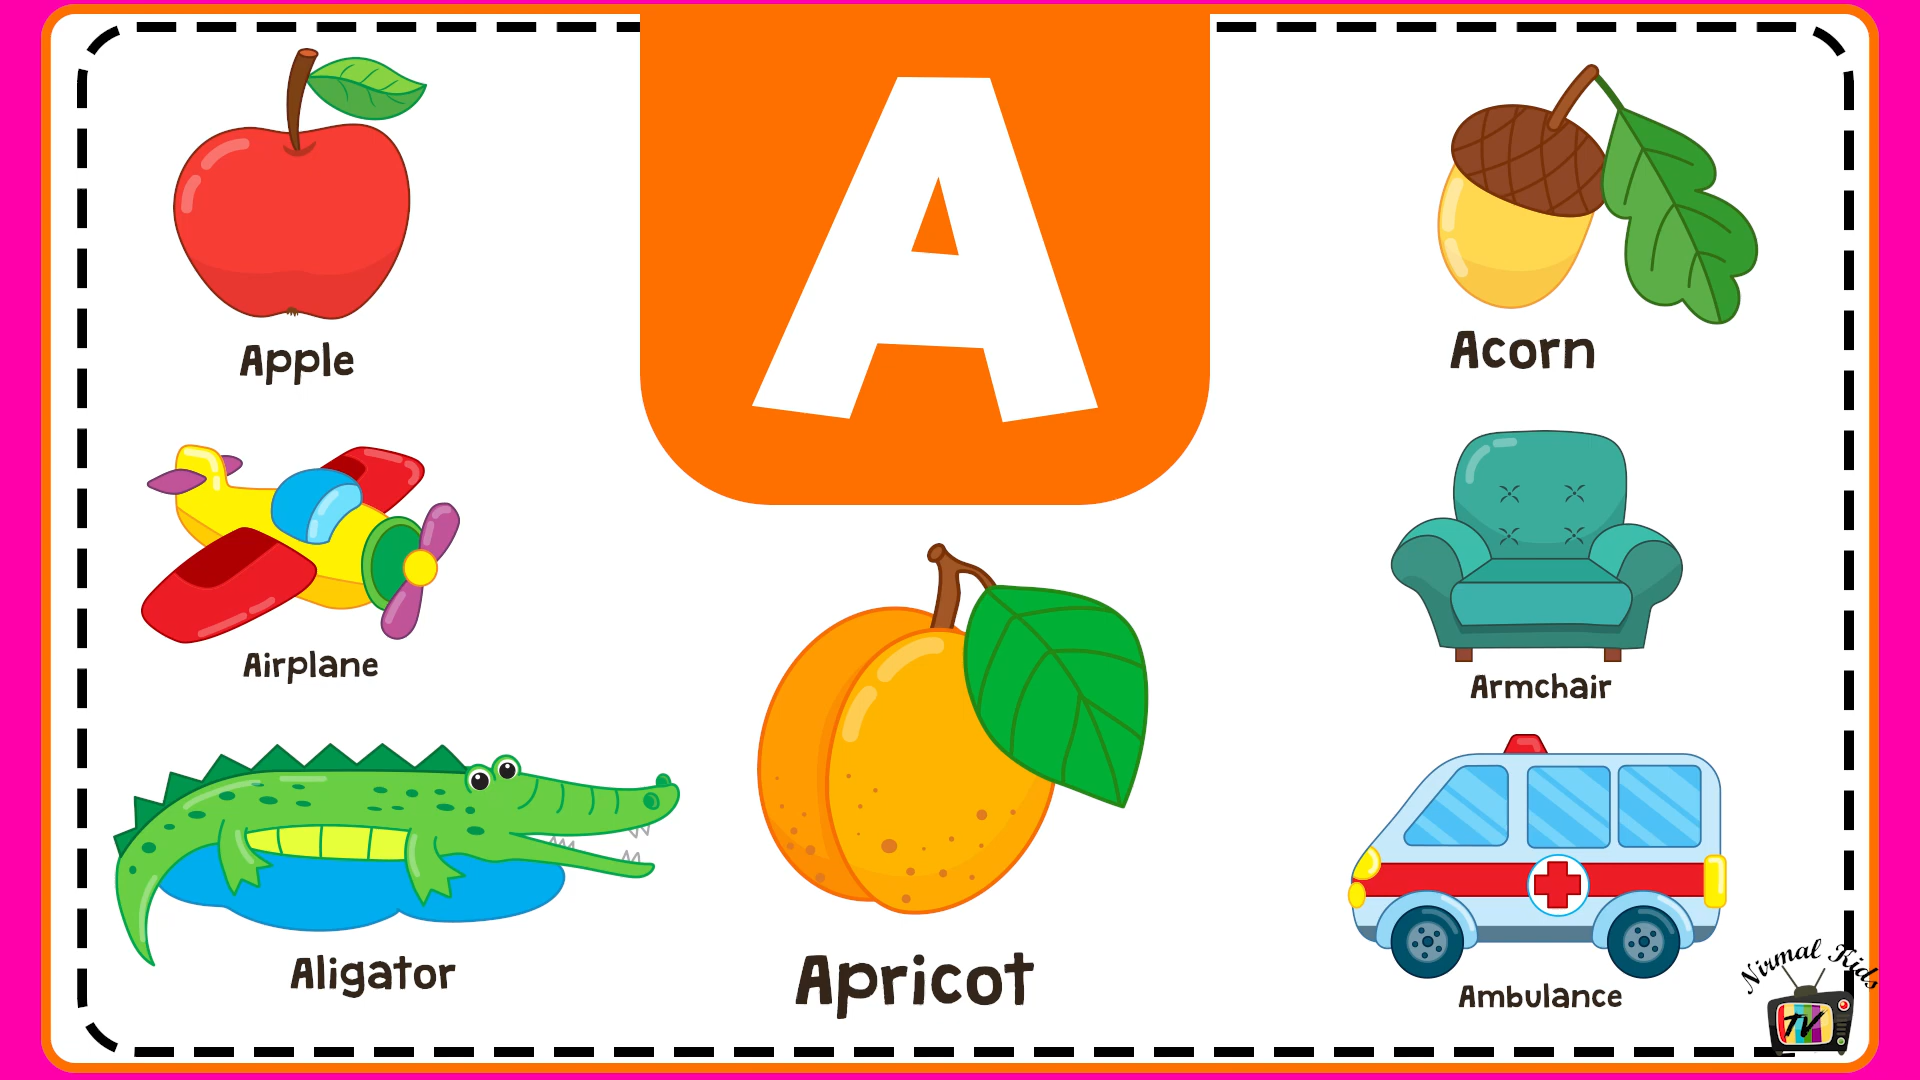 A
Apple
Acorn
Airplane
Armchair
Aligator
Apricot
Ambulance
Nirmal Kids
TV